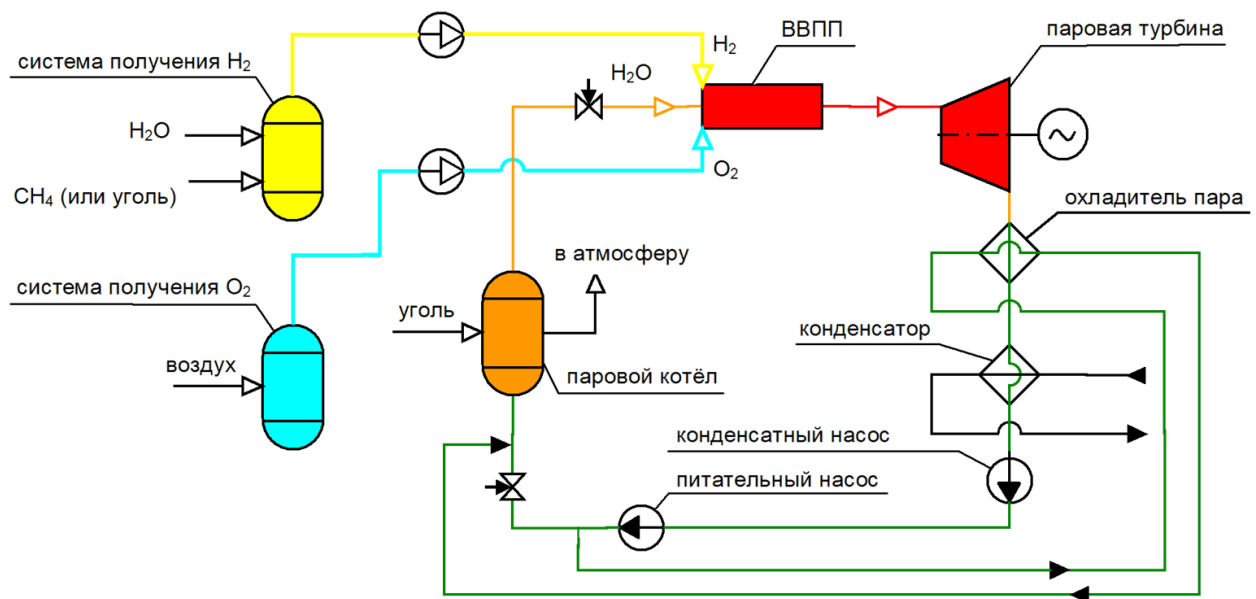 ВВПП
паровая турбина
H₂
система получения H₂
H₂O
H₂O
O₂
CH₄ (или уголь)
охладитель пара
в атмосферу
система получения O₂
уголь
конденсатор
воздух
паровой котёл
конденсатный насос
питательный насос